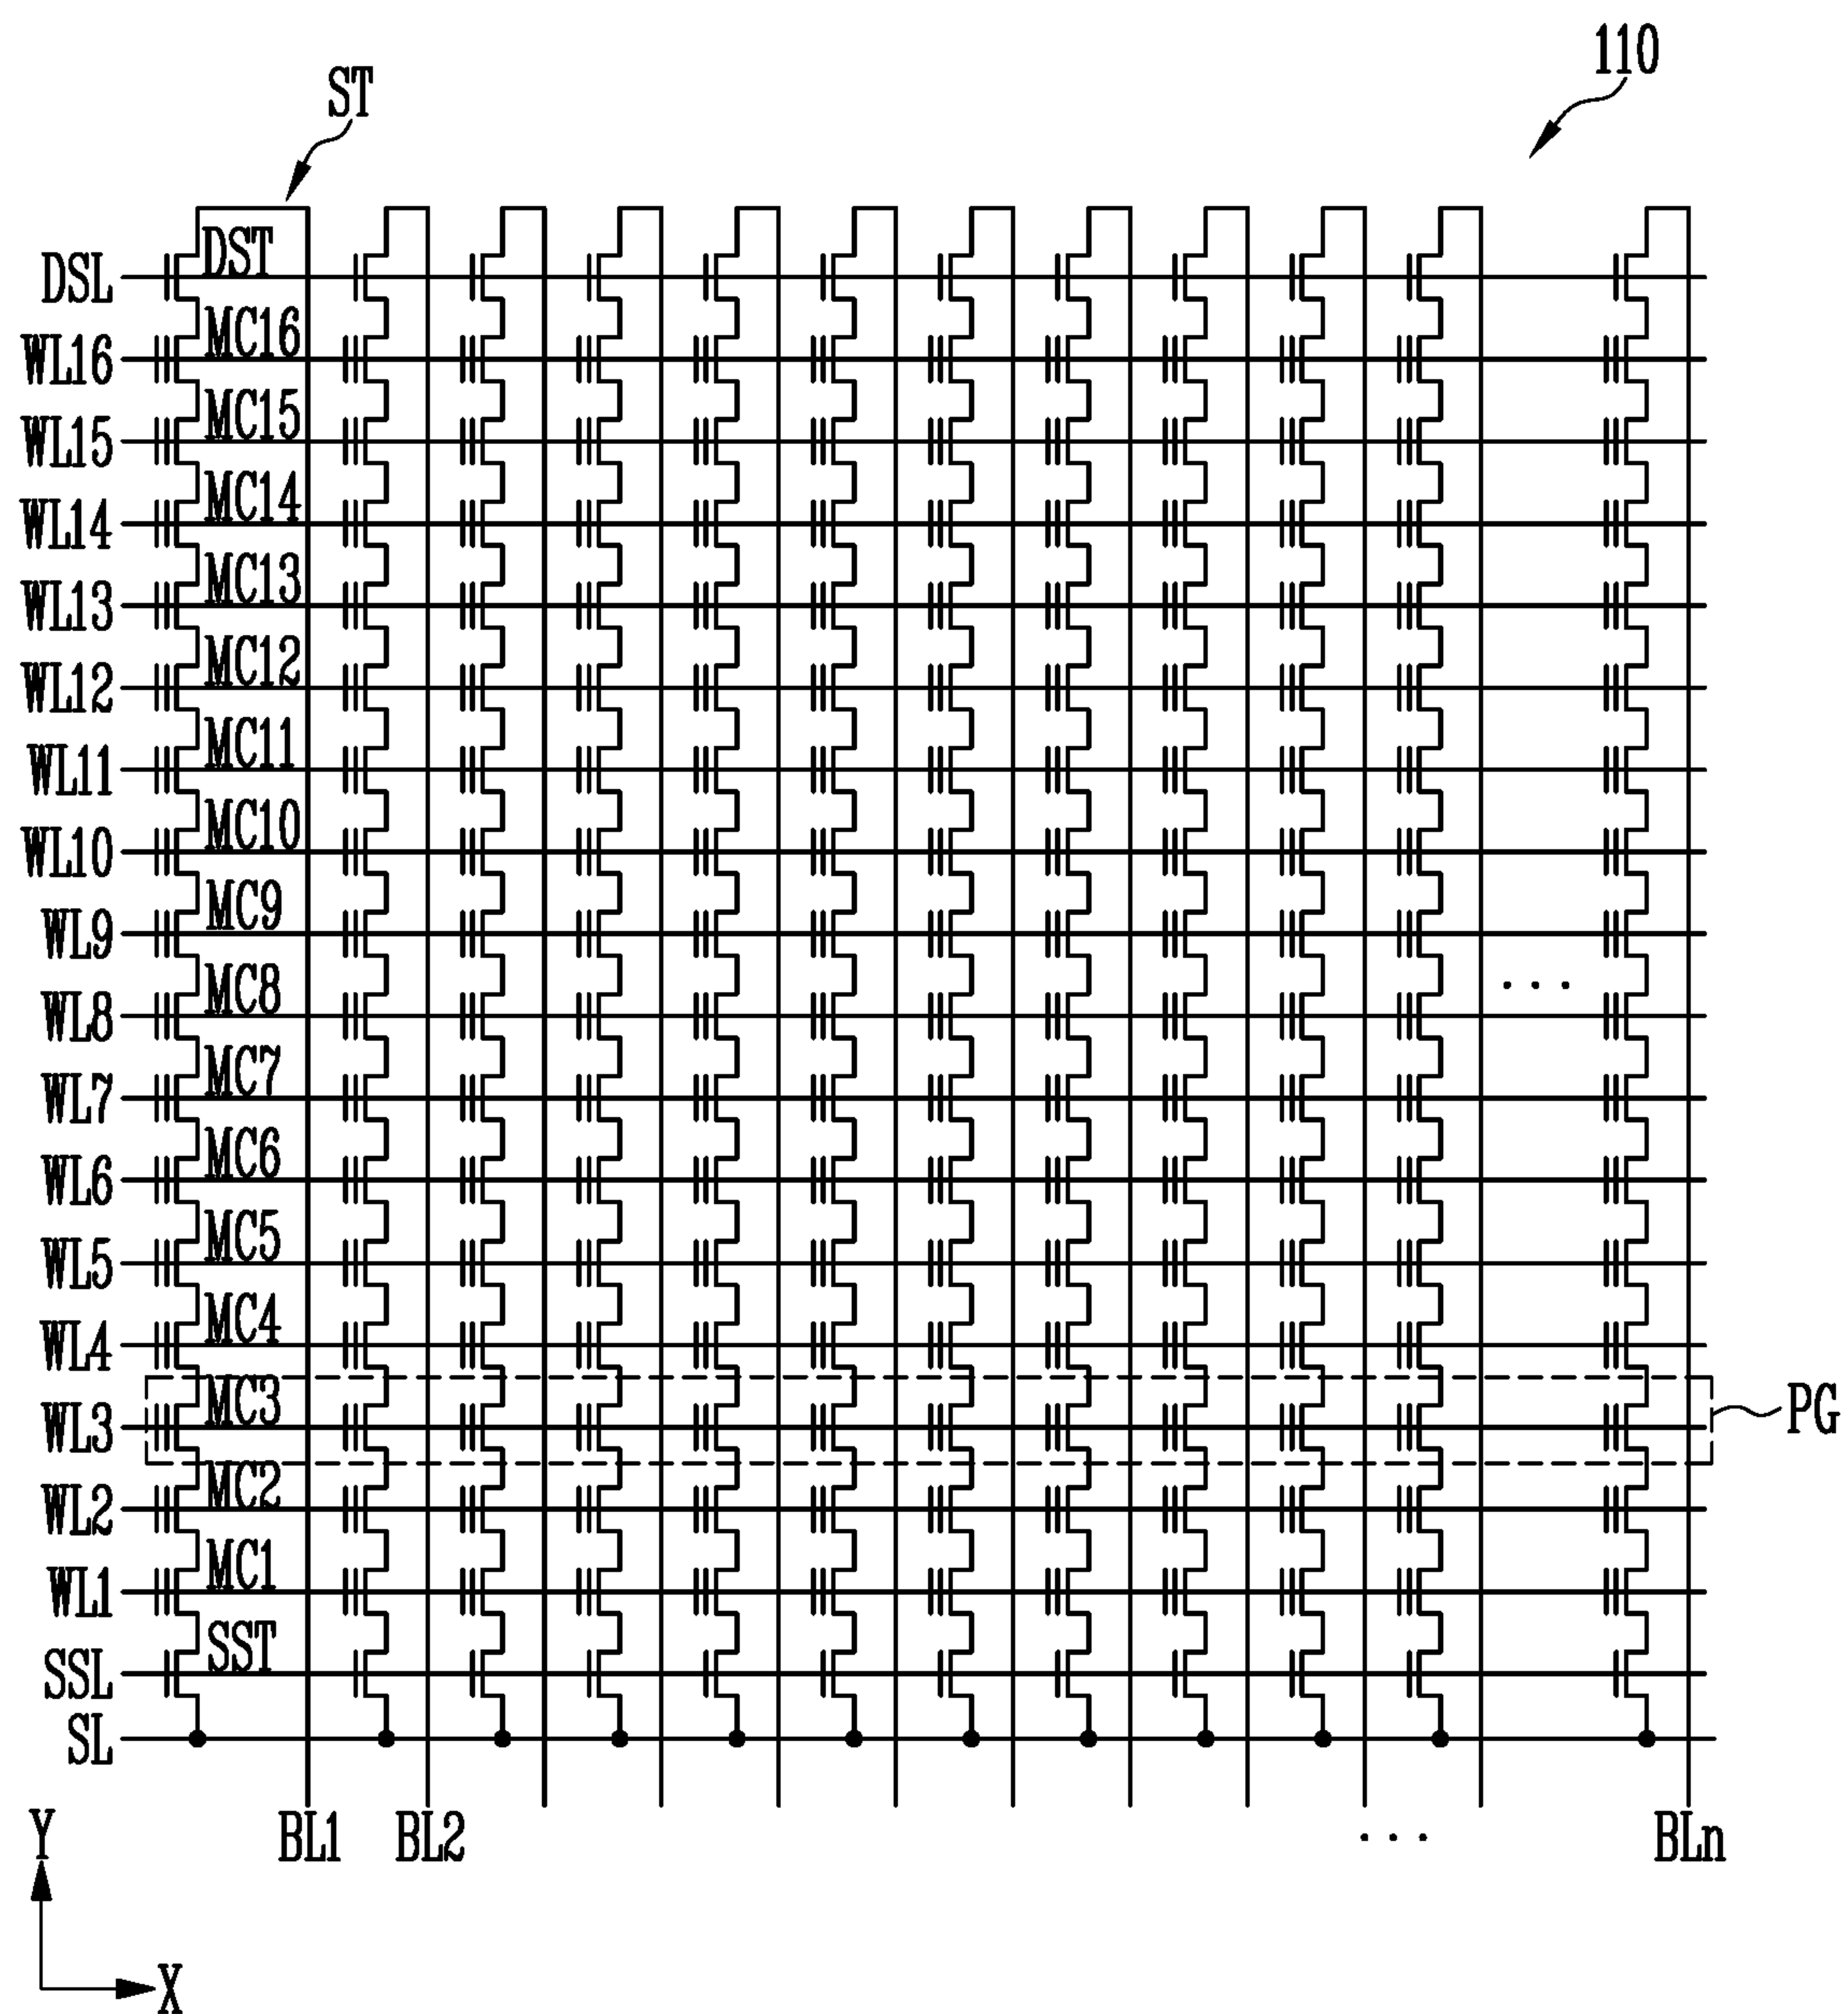 110
ST
DSL DST
WL16 MC16
WL15 MC15
WL14 MC14
WL13 MC13
WL12 MC12
WL11 MC11
WL10 MC10
WL9 MC9
WL8 MC8 ...
WL7 MC7
WL6 MC6
WL5 MC5
WL4 MC4
WL3 MC3 PG
WL2 MC2
WL1 MC1
SSL SST
SL
BL1 BL2 ... BLn
Y
X